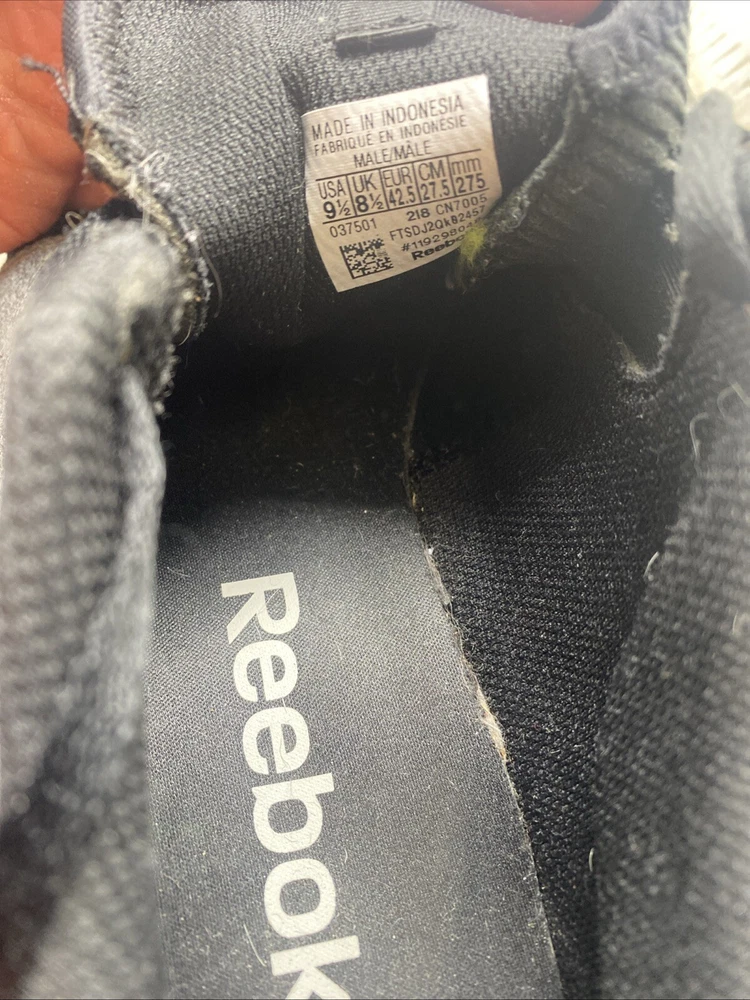 MADE IN INDONESIA
FABRIQUÉ EN INDONÉSIE
MALE/MÂLE
USA UK EUR CM mm
9½ 8½ 42.5 27.5 275
037501 218 CN7005
Reebok